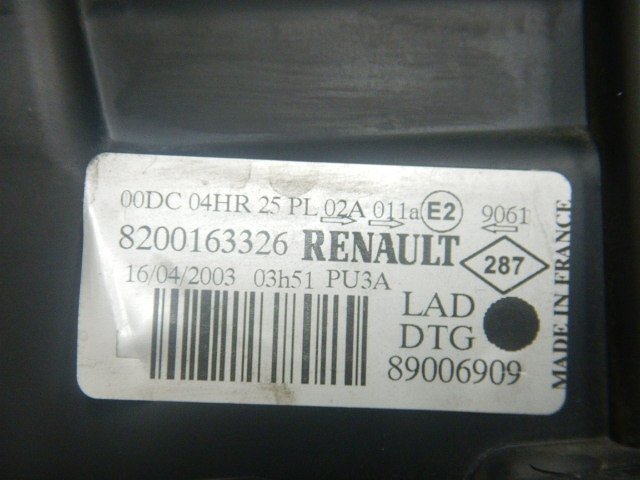 00DC 04HR 25 PL 02A 011a E2 9061
8200163326 RENAULT 287
16/04/2003 03h51 PU3A
LAD
DTG
89006909
MADE IN FRANCE